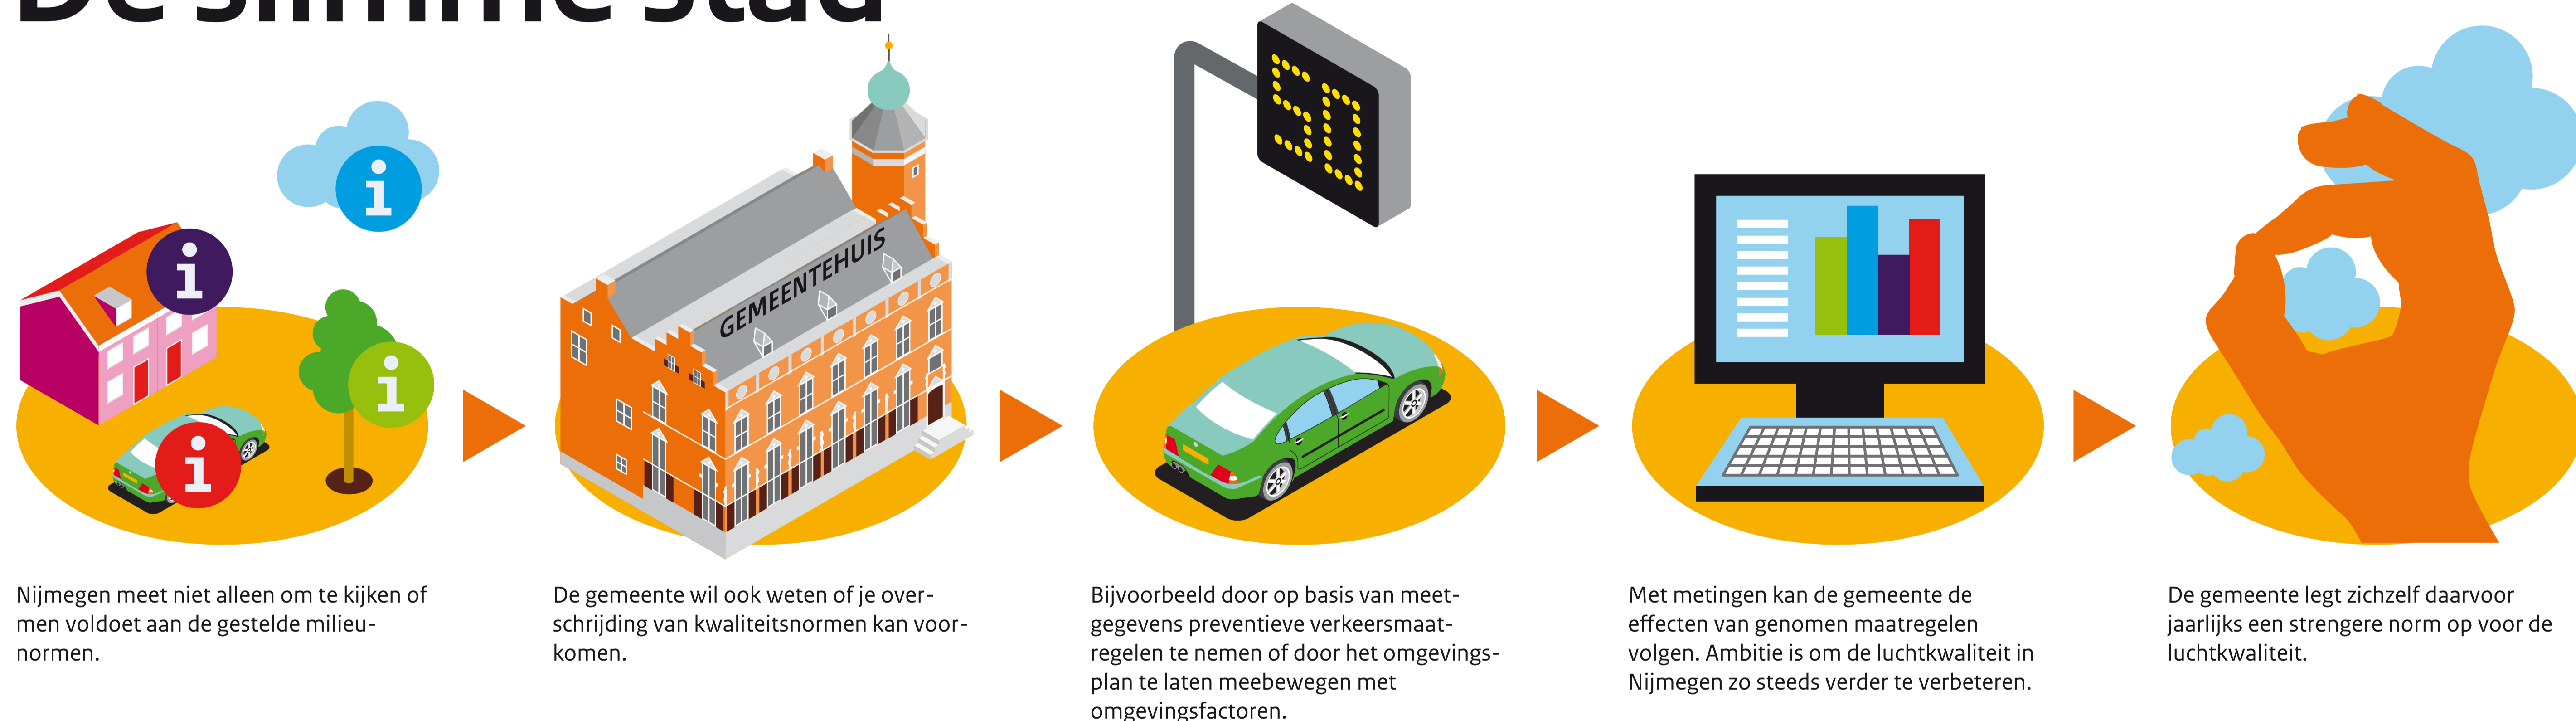 De slimme stad
i
i
i
i
GEMEENTEHUIS
50
Nijmegen meet niet alleen om te kijken of
men voldoet aan de gestelde milieu-
normen.
De gemeente wil ook weten of je over-
schrijding van kwaliteitsnormen kan voor-
komen.
Bijvoorbeeld door op basis van meet-
gegevens preventieve verkeersmaat-
regelen te nemen of door het omgevings-
plan te laten meebewegen met
omgevingsfactoren.
Met metingen kan de gemeente de
effecten van genomen maatregelen
volgen. Ambitie is om de luchtkwaliteit in
Nijmegen zo steeds verder te verbeteren.
De gemeente legt zichzelf daarvoor
jaarlijks een strengere norm op voor de
luchtkwaliteit.